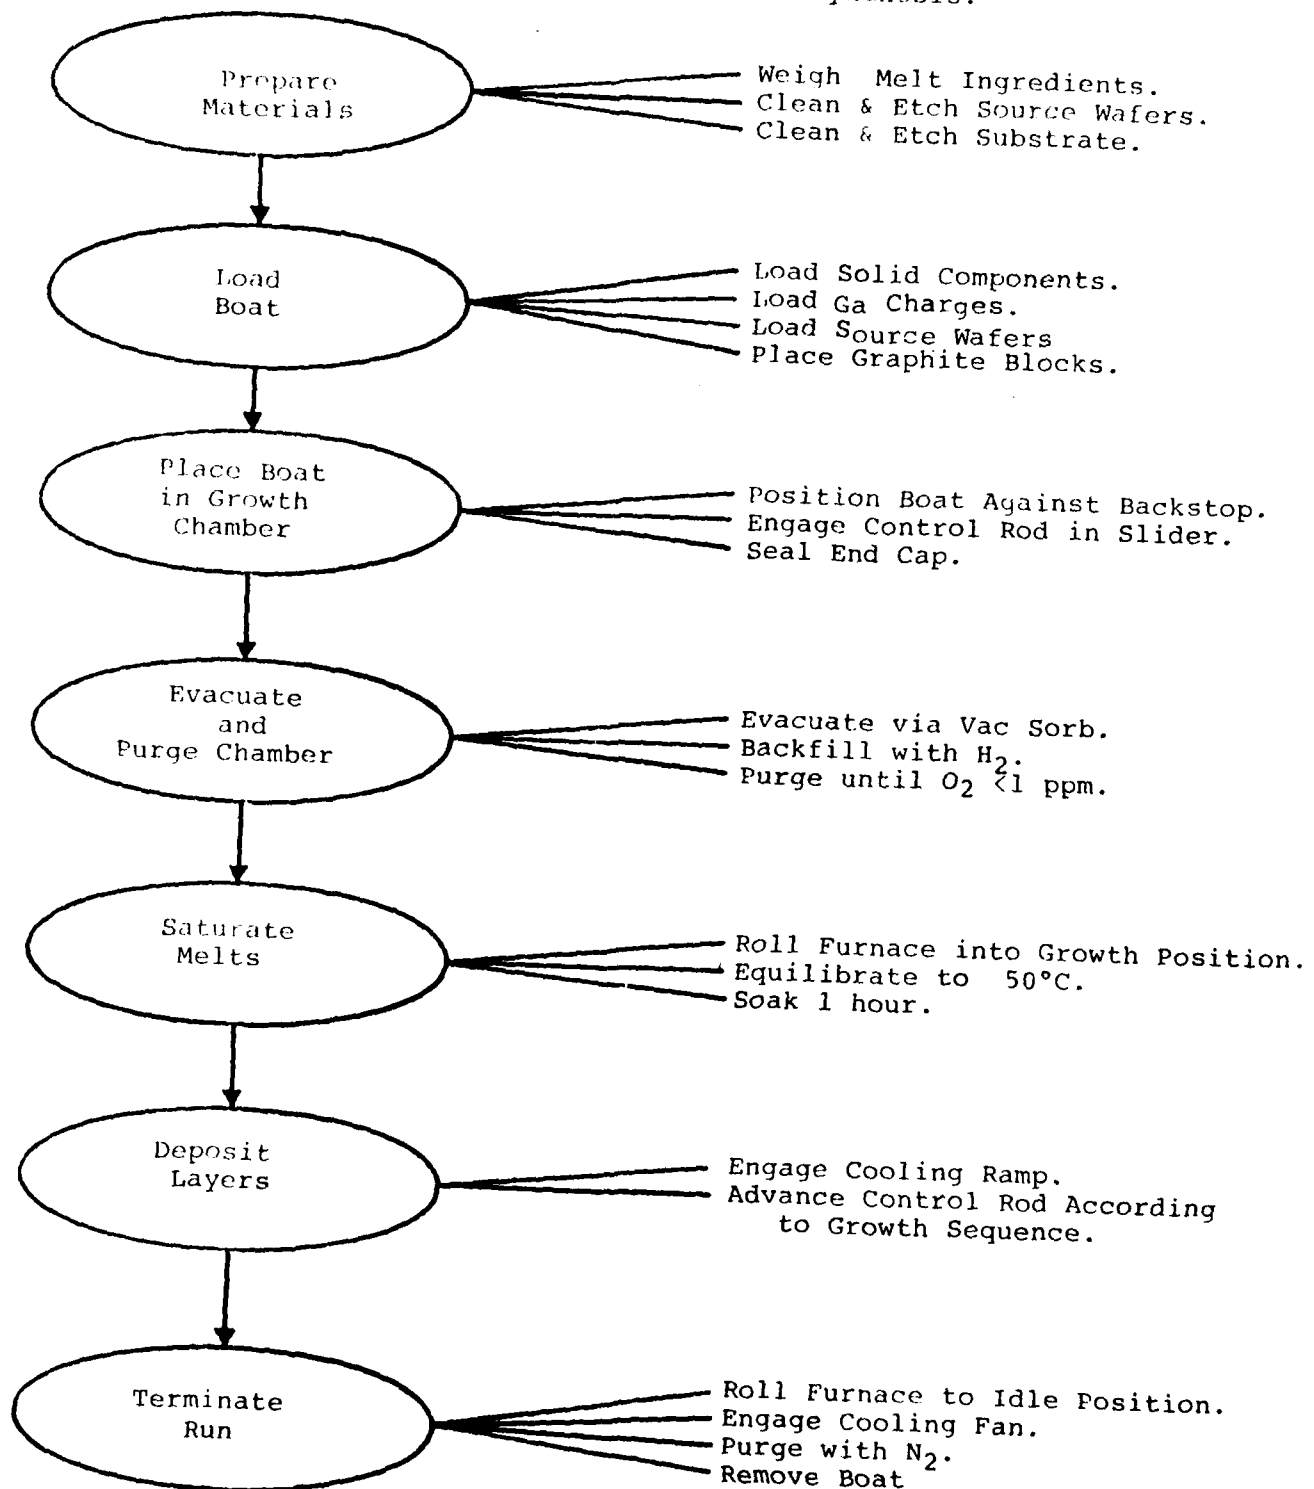 Prepare
Materials
Weigh Melt Ingredients.
Clean & Etch Source Wafers.
Clean & Etch Substrate.
Load
Boat
Load Solid Components.
Load Ga Charges.
Load Source Wafers
Place Graphite Blocks.
Place Boat
in Growth
Chamber
Position Boat Against Backstop.
Engage Control Rod in Slider.
Seal End Cap.
Evacuate
and
Purge Chamber
Evacuate via Vac Sorb.
Backfill with H2.
Purge until O2 <1 ppm.
Saturate
Melts
Roll Furnace into Growth Position.
Equilibrate to 50°C.
Soak 1 hour.
Deposit
Layers
Engage Cooling Ramp.
Advance Control Rod According
to Growth Sequence.
Terminate
Run
Roll Furnace to Idle Position.
Engage Cooling Fan.
Purge with N2.
Remove Boat